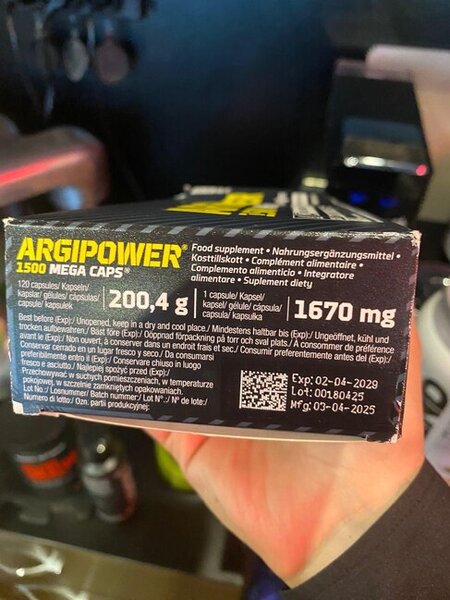 ARGIPOWER®
1500 MEGA CAPS®
Food supplement • Nahrungsergänzungsmittel •
Kosttillskott • Complément alimentaire •
Complemento alimenticio • Integratore
alimentare • Suplement diety
120 capsules/ Kapseln/
kapslar/ gélules/ cápsulas/
capsule/ kapsułek
200,4 g
1 capsule/ Kapsel/
kapsel/ gélule/ cápsula/
capsula/ kapsułka
1670 mg
Best before (Exp):/ Unopened, keep in a dry and cool place./ Mindestens haltbar bis (Exp):/ Ungeöffnet, kühl und
trocken aufbewahren./ Bäst före (Exp):/ Oöppnad förpackning på torr och sval plats./ À consommer de préférence
avant le (Exp):/ Non ouvert, à conserver dans un endroit frais et sec./ Consumir preferentemente antes del (Exp):/
Conservar cerrado en un lugar fresco y seco./ Da consumarsi
preferibilmente entro il (Exp):/ Conservare chiuso in luogo
fresco e asciutto./ Najlepiej spożyć przed (Exp):/
Przechowywać w suchym pomieszczeniu, w temperaturze
pokojowej, w szczelnie zamkniętych opakowaniach.
Lot No.:/ Losnummer/ Batch nummer:/ Lot N°.:/ N° de lote:/
Numero di lotto:/ Ozn. partii produkcyjnej:
Exp: 02-04-2029
Lot: 00180425
Mfg: 03-04-2025